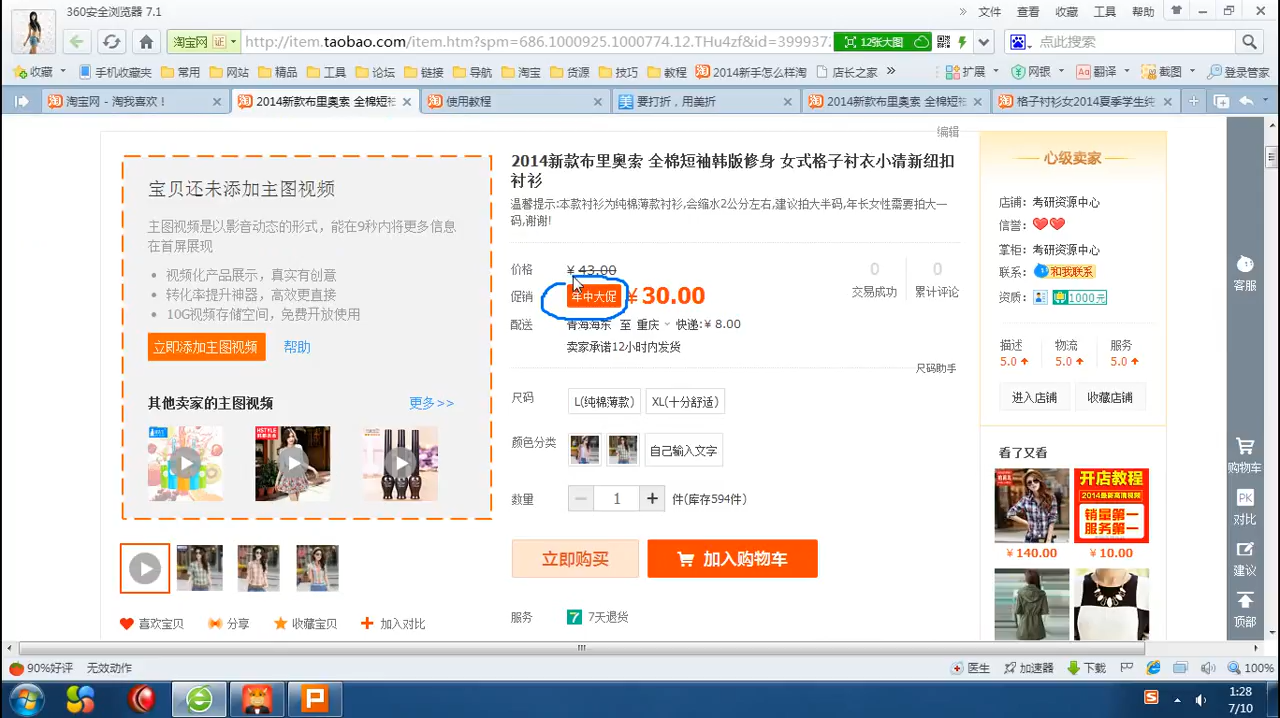 360安全浏览器 7.1
» 文件 查看 收藏 工具 帮助
淘宝网 证 http://item.taobao.com/item.htm?spm=686.1000925.1000774.12.THu4zf&id=399937 12张大图 点此搜索
收藏 手机收藏夹 常用 网站 精品 工具 论坛 链接 导航 淘宝 货源 技巧 教程 2014新手怎么样淘 店长之家 » 扩展 网银 翻译 截图 登录管家
淘宝网 - 淘我喜欢！ 2014新款布里奥索 全棉短 使用教程 要打折，用美折 2014新款布里奥索 全棉短 格子衬衣女2014夏季学生纯
编辑
宝贝还未添加主图视频
主图视频是以影音动态的形式，能在9秒内将更多信息
在首屏展现
视频化产品展示，真实有创意
转化率提升神器，高效更直接
10G视频存储空间，免费开放使用
立即添加主图视频 帮助
其他卖家的主图视频 更多>>
喜欢宝贝 分享 收藏宝贝 加入对比
2014新款布里奥索 全棉短袖韩版修身 女式格子衬衣小清新纽扣
衬衫
温馨提示:本款衬衫为纯棉薄款衬衫,会缩水2公分左右,建议拍大半码,年长女性需要拍大一
码,谢谢!
价格 ¥ 43.00
促销 年中大促 ¥ 30.00
0 0
交易成功 累计评论
配送 青海海东 至 重庆 快递:¥ 8.00
卖家承诺12小时内发货
尺码助手
尺码 L(纯棉薄款) XL(十分舒适)
颜色分类 自己输入文字
数量 1 件(库存594件)
立即购买 加入购物车
服务 7 7天退货
心级卖家
店铺: 考研资源中心
信誉:
掌柜: 考研资源中心
联系: 和我联系
资质: 1000元
描述 物流 服务
5.0 5.0 5.0
进入店铺 收藏店铺
看了又看
开店教程
2014最新高清视频
销量第一
服务第一
¥ 140.00 ¥ 10.00
客服
购物车
PK
对比
建议
顶部
90%好评 无效动作 医生 加速器 下载 100%
1:28
7/10